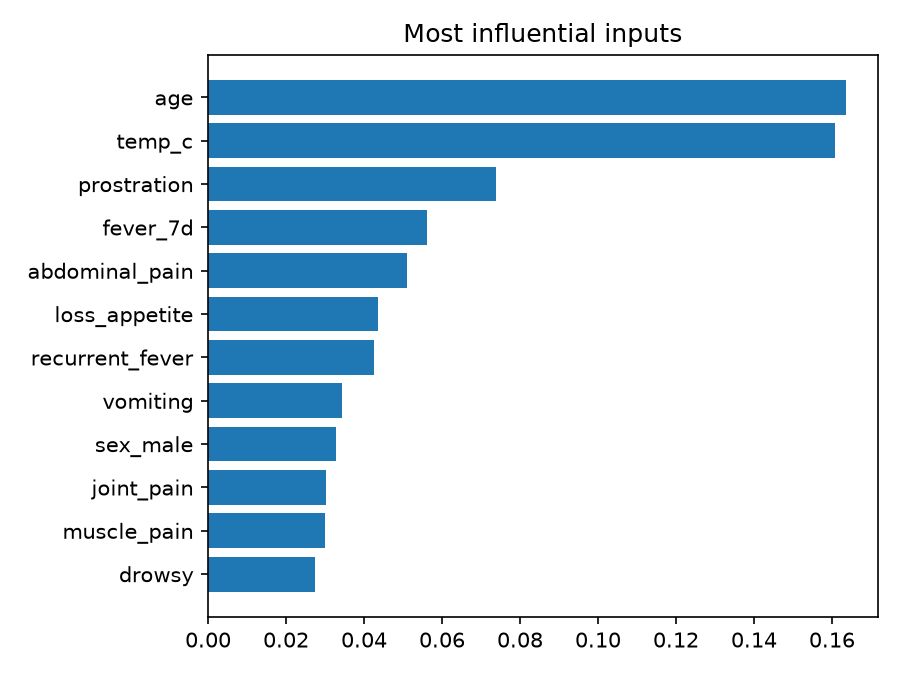 Most influential inputs
age
temp_c
prostration
fever_7d
abdominal_pain
loss_appetite
recurrent_fever
vomiting
sex_male
joint_pain
muscle_pain
drowsy
0.00 0.02 0.04 0.06 0.08 0.10 0.12 0.14 0.16